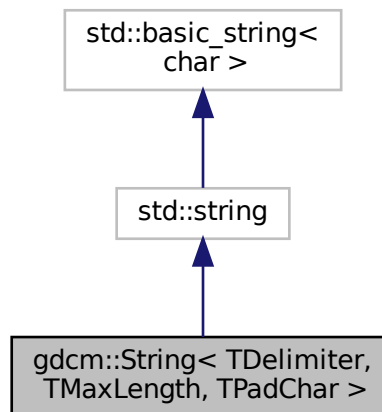 std::basic_string<
char >
std::string
gdcm::String< TDelimiter,
TMaxLength, TPadChar >